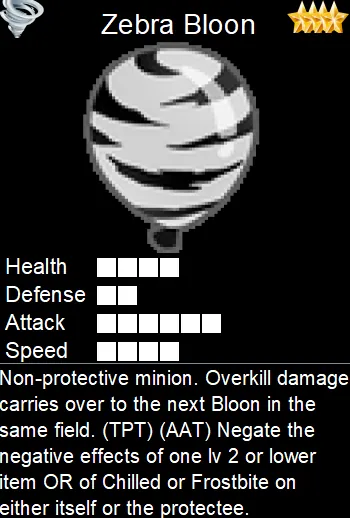 Zebra Bloon
Health
Defense
Attack
Speed
Non-protective minion. Overkill damage
carries over to the next Bloon in the
same field. (TPT) (AAT) Negate the
negative effects of one lv 2 or lower
item OR of Chilled or Frostbite on
either itself or the protectee.